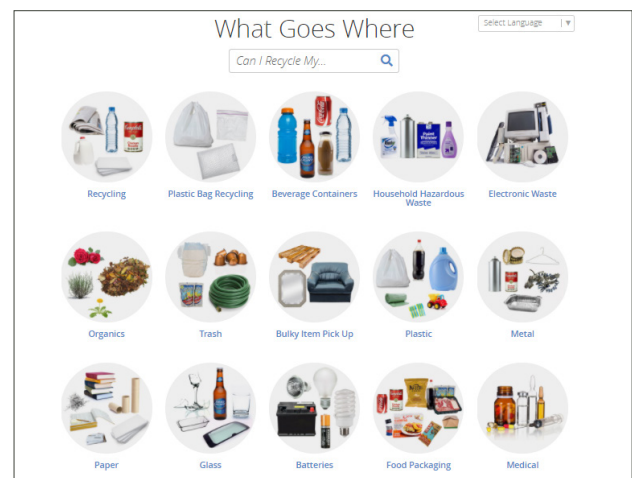 What Goes Where
Select Language
Can I Recycle My...
Recycling
Plastic Bag Recycling
Beverage Containers
Household Hazardous
Waste
Electronic Waste
Organics
Trash
Bulky Item Pick Up
Plastic
Metal
Paper
Glass
Batteries
Food Packaging
Medical